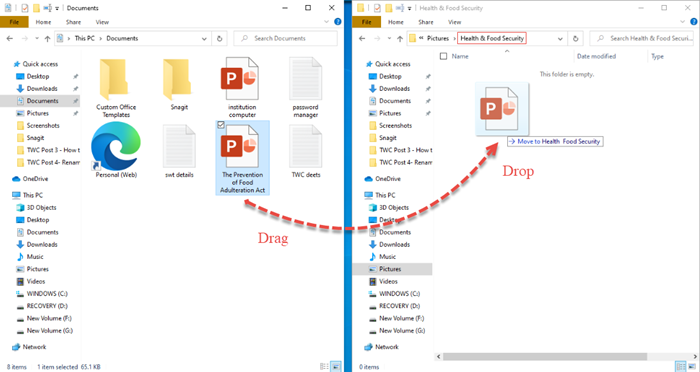 Documents
File
Home
Share
View
This PC
Documents
Search Documents
Quick access
Desktop
Downloads
Documents
Pictures
Screenshots
Snagit
TWC Post 3 - How t
TWC Post 4- Renam
OneDrive
This PC
3D Objects
Desktop
Documents
Downloads
Music
Pictures
Videos
WINDOWS (C:)
RECOVERY (D:)
New Volume (F:)
New Volume (G:)
Network
Custom Office
Templates
Snagit
institution
computer
password
manager
Personal (Web)
swt details
The Prevention
of Food
Adulteration Act
TWC deets
Drag
8 items
1 item selected 65.1 KB
Health & Food Security
File
Home
Share
View
Pictures
Health & Food Security
Search Health & Food Securi...
Quick access
Desktop
Downloads
Documents
Pictures
Screenshots
Snagit
TWC Post 3 - How t
TWC Post 4- Renam
OneDrive
This PC
3D Objects
Desktop
Documents
Downloads
Music
Pictures
Videos
WINDOWS (C:)
RECOVERY (D:)
New Volume (F:)
New Volume (G:)
Network
Name
Date modified
Type
This folder is empty.
Move to Health Food Security
Drop
0 items